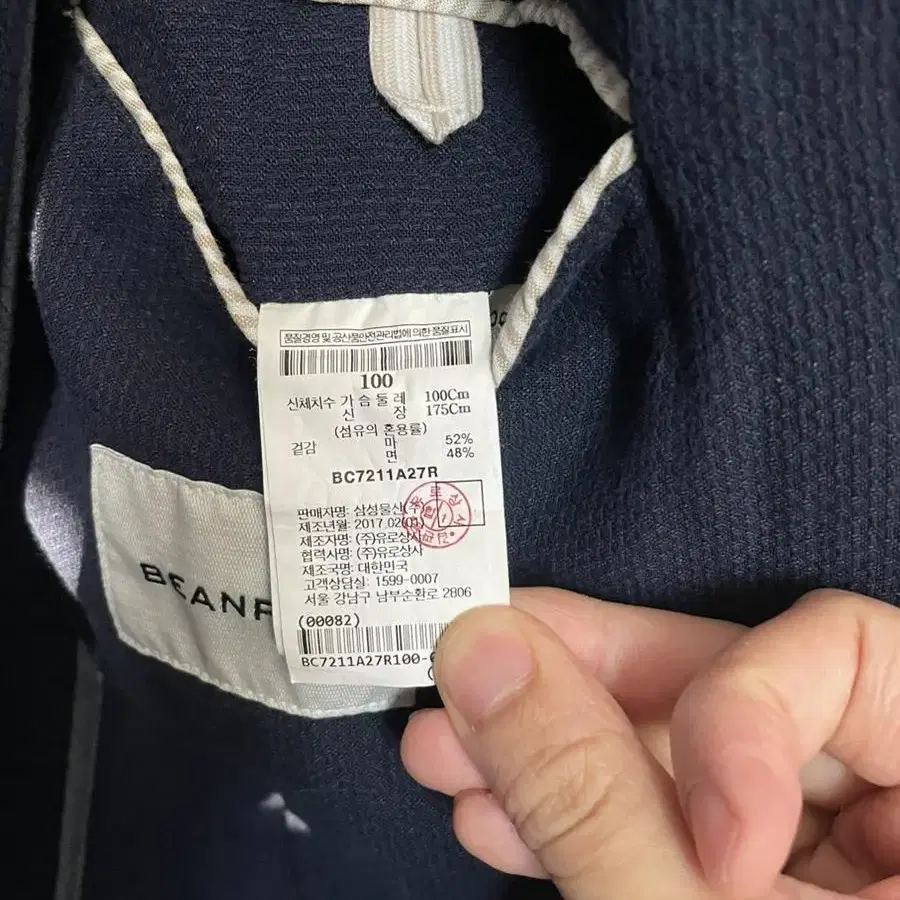 품질경영 및 공산품안전관리법에 의한 품질표시
100
신체치수 가 슴 둘 레 100Cm
신 장 175Cm
(섬유의 혼용률)
겉감 마 52%
면 48%
BC7211A27R
판매자명: 삼성물산(주)
제조년월: 2017.02(01)
제조자명: (주)유로상사
협력사명: (주)유로상사
제조국명: 대한민국
고객상담실: 1599-0007
서울 강남구 남부순환로 2806
(00082)
BC7211A27R100-
BEANP